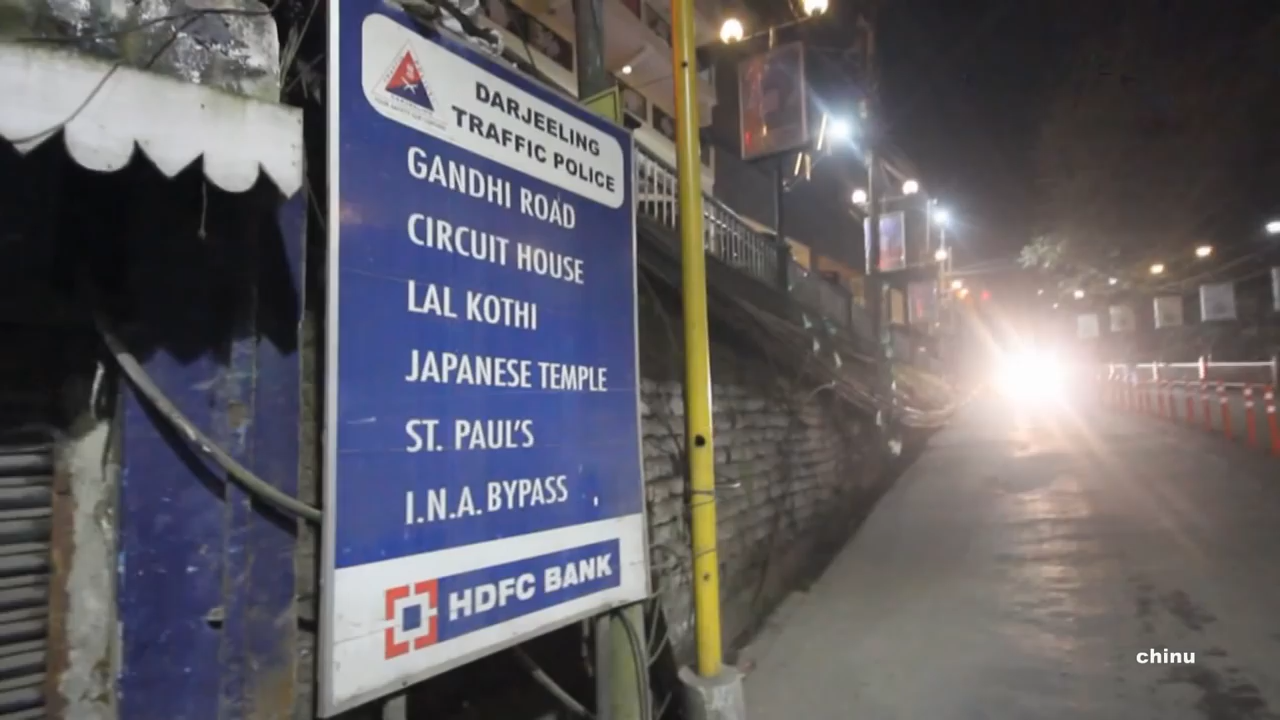 DARJEELING
TRAFFIC POLICE
GANDHI ROAD
CIRCUIT HOUSE
LAL KOTHI
JAPANESE TEMPLE
ST. PAUL'S
I.N.A. BYPASS
HDFC BANK
chinu